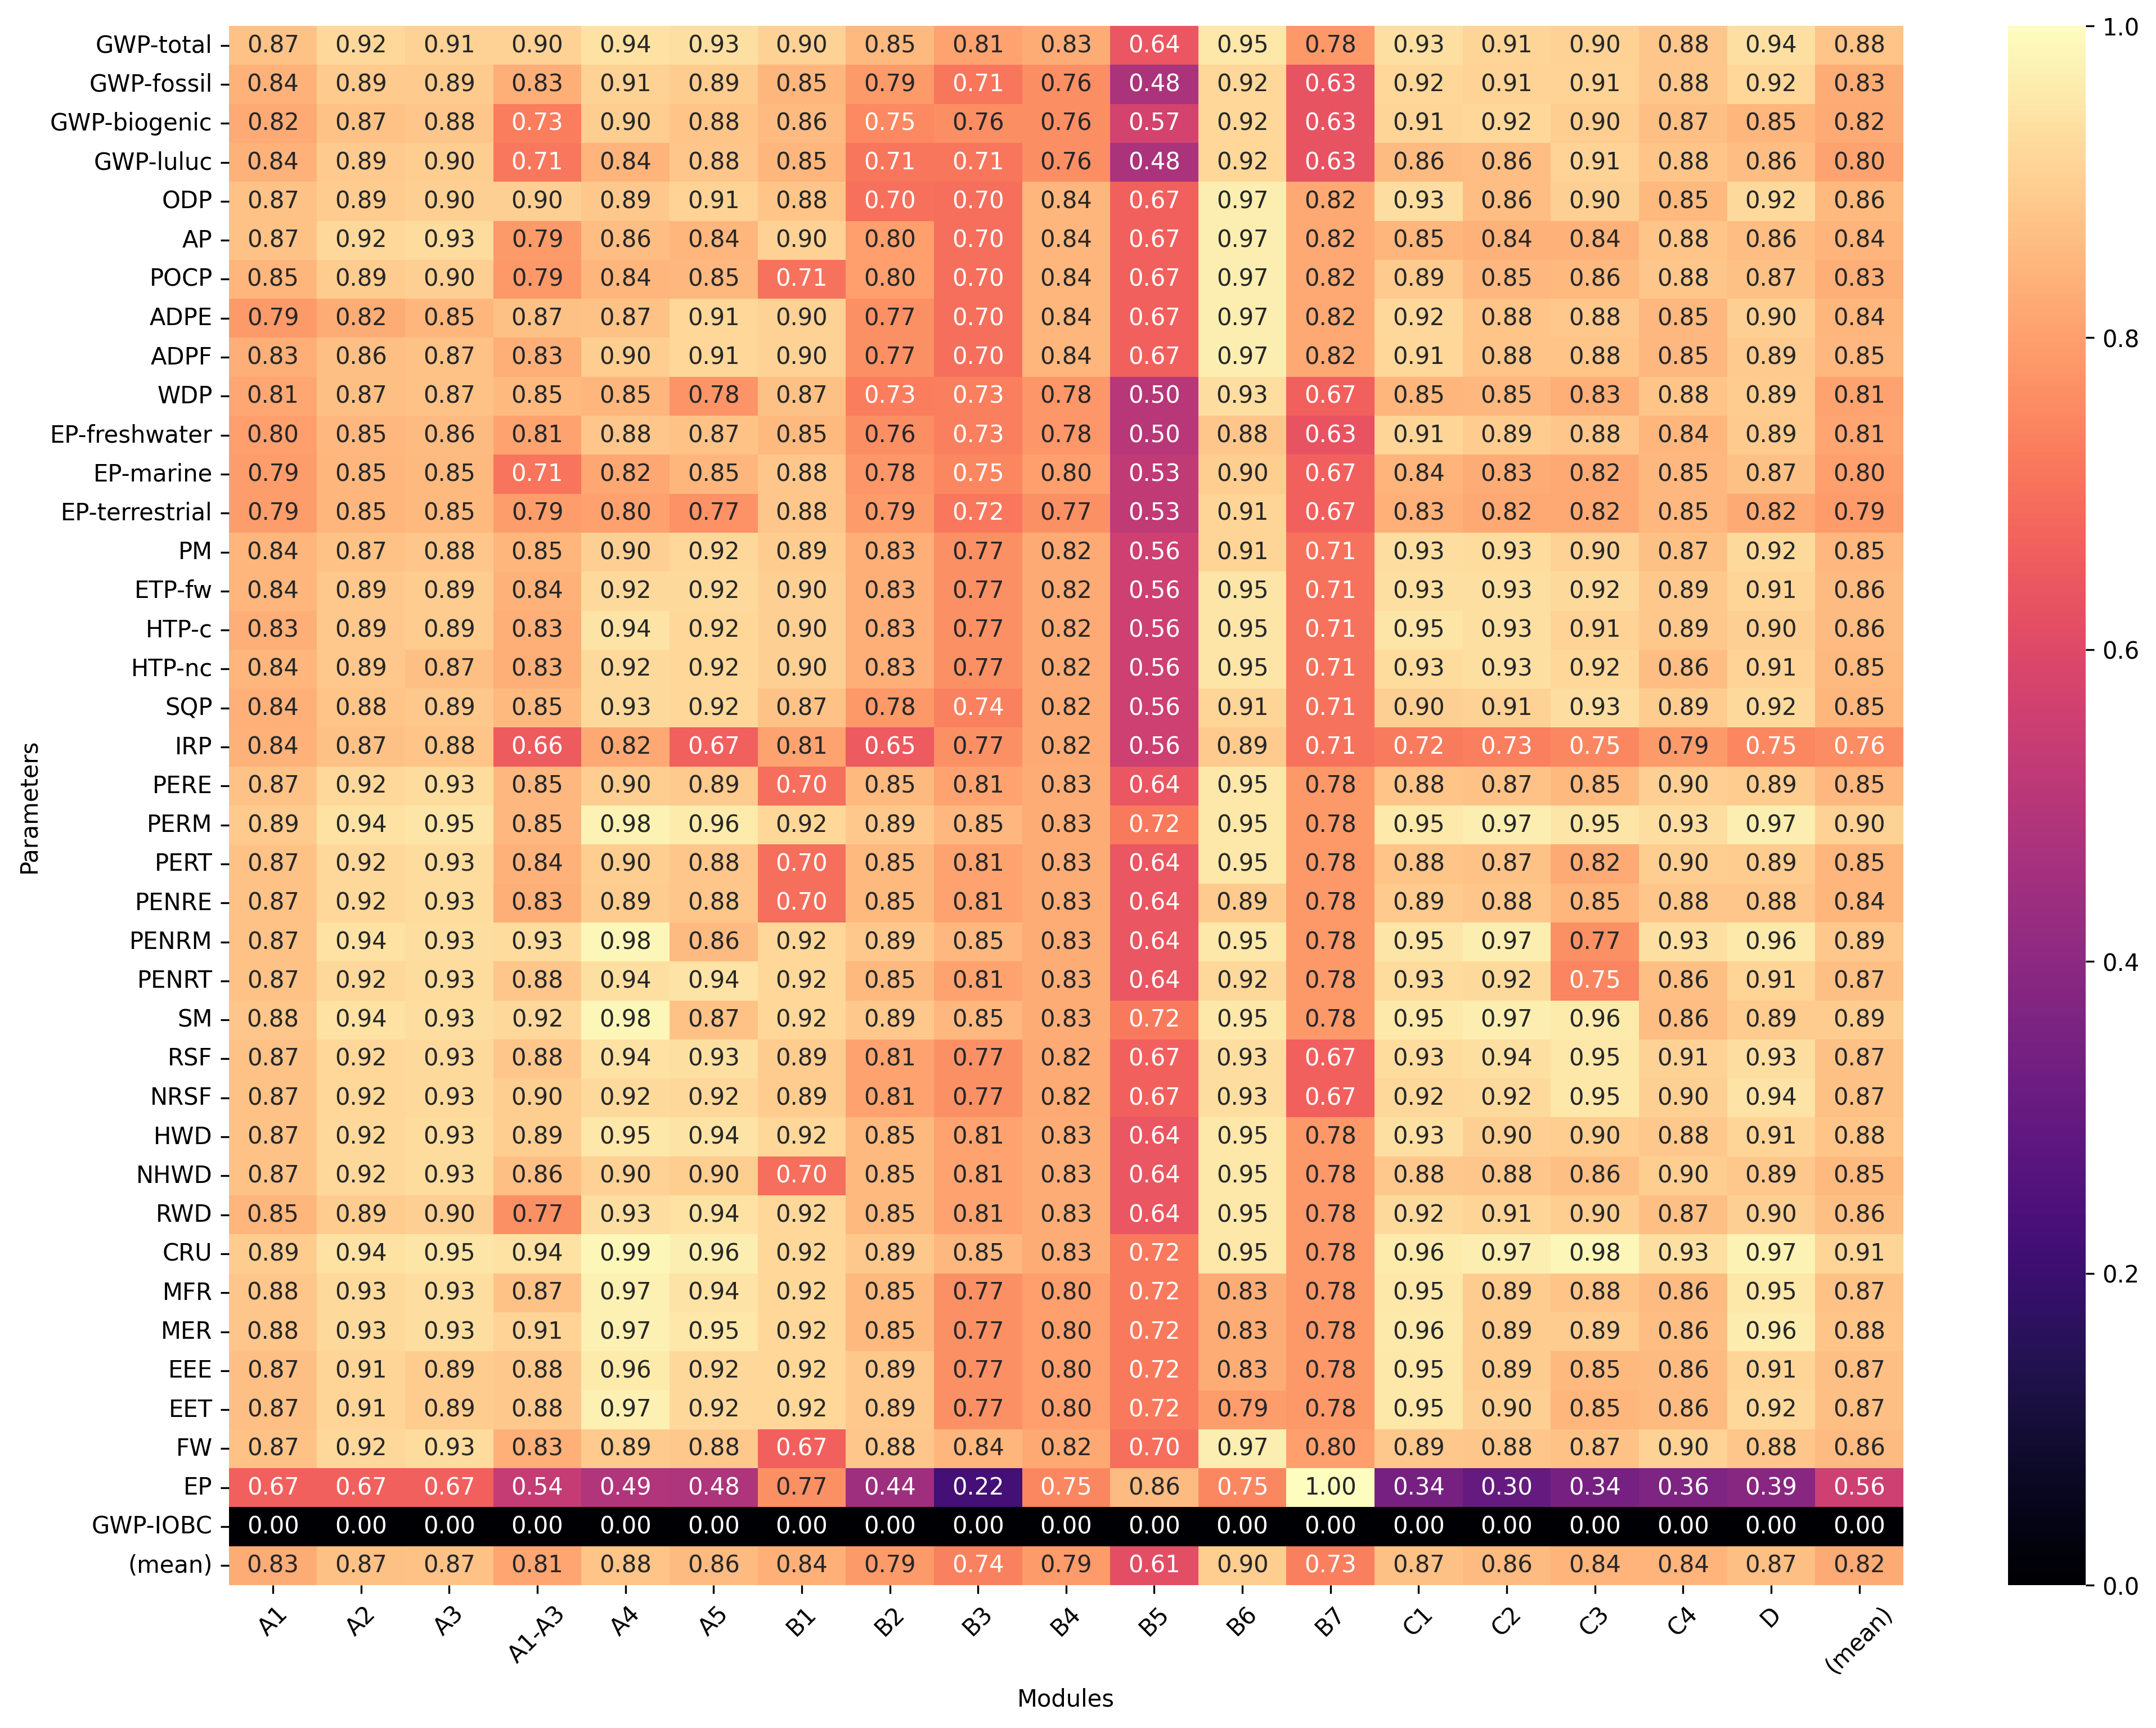 GWP-total 0.87 0.92 0.91 0.90 0.94 0.93 0.90 0.85 0.81 0.83 0.64 0.95 0.78 0.93 0.91 0.90 0.88 0.94 0.88
GWP-fossil 0.84 0.89 0.89 0.83 0.91 0.89 0.85 0.79 0.71 0.76 0.48 0.92 0.63 0.92 0.91 0.91 0.88 0.92 0.83
GWP-biogenic 0.82 0.87 0.88 0.73 0.90 0.88 0.86 0.75 0.76 0.76 0.57 0.92 0.63 0.91 0.92 0.90 0.87 0.85 0.82
GWP-luluc 0.84 0.89 0.90 0.71 0.84 0.88 0.85 0.71 0.71 0.76 0.48 0.92 0.63 0.86 0.86 0.91 0.88 0.86 0.80
ODP 0.87 0.89 0.90 0.90 0.89 0.91 0.88 0.70 0.70 0.84 0.67 0.97 0.82 0.93 0.86 0.90 0.85 0.92 0.86
AP 0.87 0.92 0.93 0.79 0.86 0.84 0.90 0.80 0.70 0.84 0.67 0.97 0.82 0.85 0.84 0.84 0.88 0.86 0.84
POCP 0.85 0.89 0.90 0.79 0.84 0.85 0.71 0.80 0.70 0.84 0.67 0.97 0.82 0.89 0.85 0.86 0.88 0.87 0.83
ADPE 0.79 0.82 0.85 0.87 0.87 0.91 0.90 0.77 0.70 0.84 0.67 0.97 0.82 0.92 0.88 0.88 0.85 0.90 0.84
ADPF 0.83 0.86 0.87 0.83 0.90 0.91 0.90 0.77 0.70 0.84 0.67 0.97 0.82 0.91 0.88 0.88 0.85 0.89 0.85
WDP 0.81 0.87 0.87 0.85 0.85 0.78 0.87 0.73 0.73 0.78 0.50 0.93 0.67 0.85 0.85 0.83 0.88 0.89 0.81
EP-freshwater 0.80 0.85 0.86 0.81 0.88 0.87 0.85 0.76 0.73 0.78 0.50 0.88 0.63 0.91 0.89 0.88 0.84 0.89 0.81
EP-marine 0.79 0.85 0.85 0.71 0.82 0.85 0.88 0.78 0.75 0.80 0.53 0.90 0.67 0.84 0.83 0.82 0.85 0.87 0.80
EP-terrestrial 0.79 0.85 0.85 0.79 0.80 0.77 0.88 0.79 0.72 0.77 0.53 0.91 0.67 0.83 0.82 0.82 0.85 0.82 0.79
PM 0.84 0.87 0.88 0.85 0.90 0.92 0.89 0.83 0.77 0.82 0.56 0.91 0.71 0.93 0.93 0.90 0.87 0.92 0.85
ETP-fw 0.84 0.89 0.89 0.84 0.92 0.92 0.90 0.83 0.77 0.82 0.56 0.95 0.71 0.93 0.93 0.92 0.89 0.91 0.86
HTP-c 0.83 0.89 0.89 0.83 0.94 0.92 0.90 0.83 0.77 0.82 0.56 0.95 0.71 0.95 0.93 0.91 0.89 0.90 0.86
HTP-nc 0.84 0.89 0.87 0.83 0.92 0.92 0.90 0.83 0.77 0.82 0.56 0.95 0.71 0.93 0.93 0.92 0.86 0.91 0.85
SQP 0.84 0.88 0.89 0.85 0.93 0.92 0.87 0.78 0.74 0.82 0.56 0.91 0.71 0.90 0.91 0.93 0.89 0.92 0.85
IRP 0.84 0.87 0.88 0.66 0.82 0.67 0.81 0.65 0.77 0.82 0.56 0.89 0.71 0.72 0.73 0.75 0.79 0.75 0.76
PERE 0.87 0.92 0.93 0.85 0.90 0.89 0.70 0.85 0.81 0.83 0.64 0.95 0.78 0.88 0.87 0.85 0.90 0.89 0.85
PERM 0.89 0.94 0.95 0.85 0.98 0.96 0.92 0.89 0.85 0.83 0.72 0.95 0.78 0.95 0.97 0.95 0.93 0.97 0.90
PERT 0.87 0.92 0.93 0.84 0.90 0.88 0.70 0.85 0.81 0.83 0.64 0.95 0.78 0.88 0.87 0.82 0.90 0.89 0.85
PENRE 0.87 0.92 0.93 0.83 0.89 0.88 0.70 0.85 0.81 0.83 0.64 0.89 0.78 0.89 0.88 0.85 0.88 0.88 0.84
PENRM 0.87 0.94 0.93 0.93 0.98 0.86 0.92 0.89 0.85 0.83 0.64 0.95 0.78 0.95 0.97 0.77 0.93 0.96 0.89
PENRT 0.87 0.92 0.93 0.88 0.94 0.94 0.92 0.85 0.81 0.83 0.64 0.92 0.78 0.93 0.92 0.75 0.86 0.91 0.87
SM 0.88 0.94 0.93 0.92 0.98 0.87 0.92 0.89 0.85 0.83 0.72 0.95 0.78 0.95 0.97 0.96 0.86 0.89 0.89
RSF 0.87 0.92 0.93 0.88 0.94 0.93 0.89 0.81 0.77 0.82 0.67 0.93 0.67 0.93 0.94 0.95 0.91 0.93 0.87
NRSF 0.87 0.92 0.93 0.90 0.92 0.92 0.89 0.81 0.77 0.82 0.67 0.93 0.67 0.92 0.92 0.95 0.90 0.94 0.87
HWD 0.87 0.92 0.93 0.89 0.95 0.94 0.92 0.85 0.81 0.83 0.64 0.95 0.78 0.93 0.90 0.90 0.88 0.91 0.88
NHWD 0.87 0.92 0.93 0.86 0.90 0.90 0.70 0.85 0.81 0.83 0.64 0.95 0.78 0.88 0.88 0.86 0.90 0.89 0.85
RWD 0.85 0.89 0.90 0.77 0.93 0.94 0.92 0.85 0.81 0.83 0.64 0.95 0.78 0.92 0.91 0.90 0.87 0.90 0.86
CRU 0.89 0.94 0.95 0.94 0.99 0.96 0.92 0.89 0.85 0.83 0.72 0.95 0.78 0.96 0.97 0.98 0.93 0.97 0.91
MFR 0.88 0.93 0.93 0.87 0.97 0.94 0.92 0.85 0.77 0.80 0.72 0.83 0.78 0.95 0.89 0.88 0.86 0.95 0.87
MER 0.88 0.93 0.93 0.91 0.97 0.95 0.92 0.85 0.77 0.80 0.72 0.83 0.78 0.96 0.89 0.89 0.86 0.96 0.88
EEE 0.87 0.91 0.89 0.88 0.96 0.92 0.92 0.89 0.77 0.80 0.72 0.83 0.78 0.95 0.89 0.85 0.86 0.91 0.87
EET 0.87 0.91 0.89 0.88 0.97 0.92 0.92 0.89 0.77 0.80 0.72 0.79 0.78 0.95 0.90 0.85 0.86 0.92 0.87
FW 0.87 0.92 0.93 0.83 0.89 0.88 0.67 0.88 0.84 0.82 0.70 0.97 0.80 0.89 0.88 0.87 0.90 0.88 0.86
EP 0.67 0.67 0.67 0.54 0.49 0.48 0.77 0.44 0.22 0.75 0.86 0.75 1.00 0.34 0.30 0.34 0.36 0.39 0.56
GWP-IOBC 0.00 0.00 0.00 0.00 0.00 0.00 0.00 0.00 0.00 0.00 0.00 0.00 0.00 0.00 0.00 0.00 0.00 0.00 0.00
(mean) 0.83 0.87 0.87 0.81 0.88 0.86 0.84 0.79 0.74 0.79 0.61 0.90 0.73 0.87 0.86 0.84 0.84 0.87 0.82
A1 A2 A3 A1-A3 A4 A5 B1 B2 B3 B4 B5 B6 B7 C1 C2 C3 C4 D (mean)
Modules
Parameters
1.0
0.8
0.6
0.4
0.2
0.0